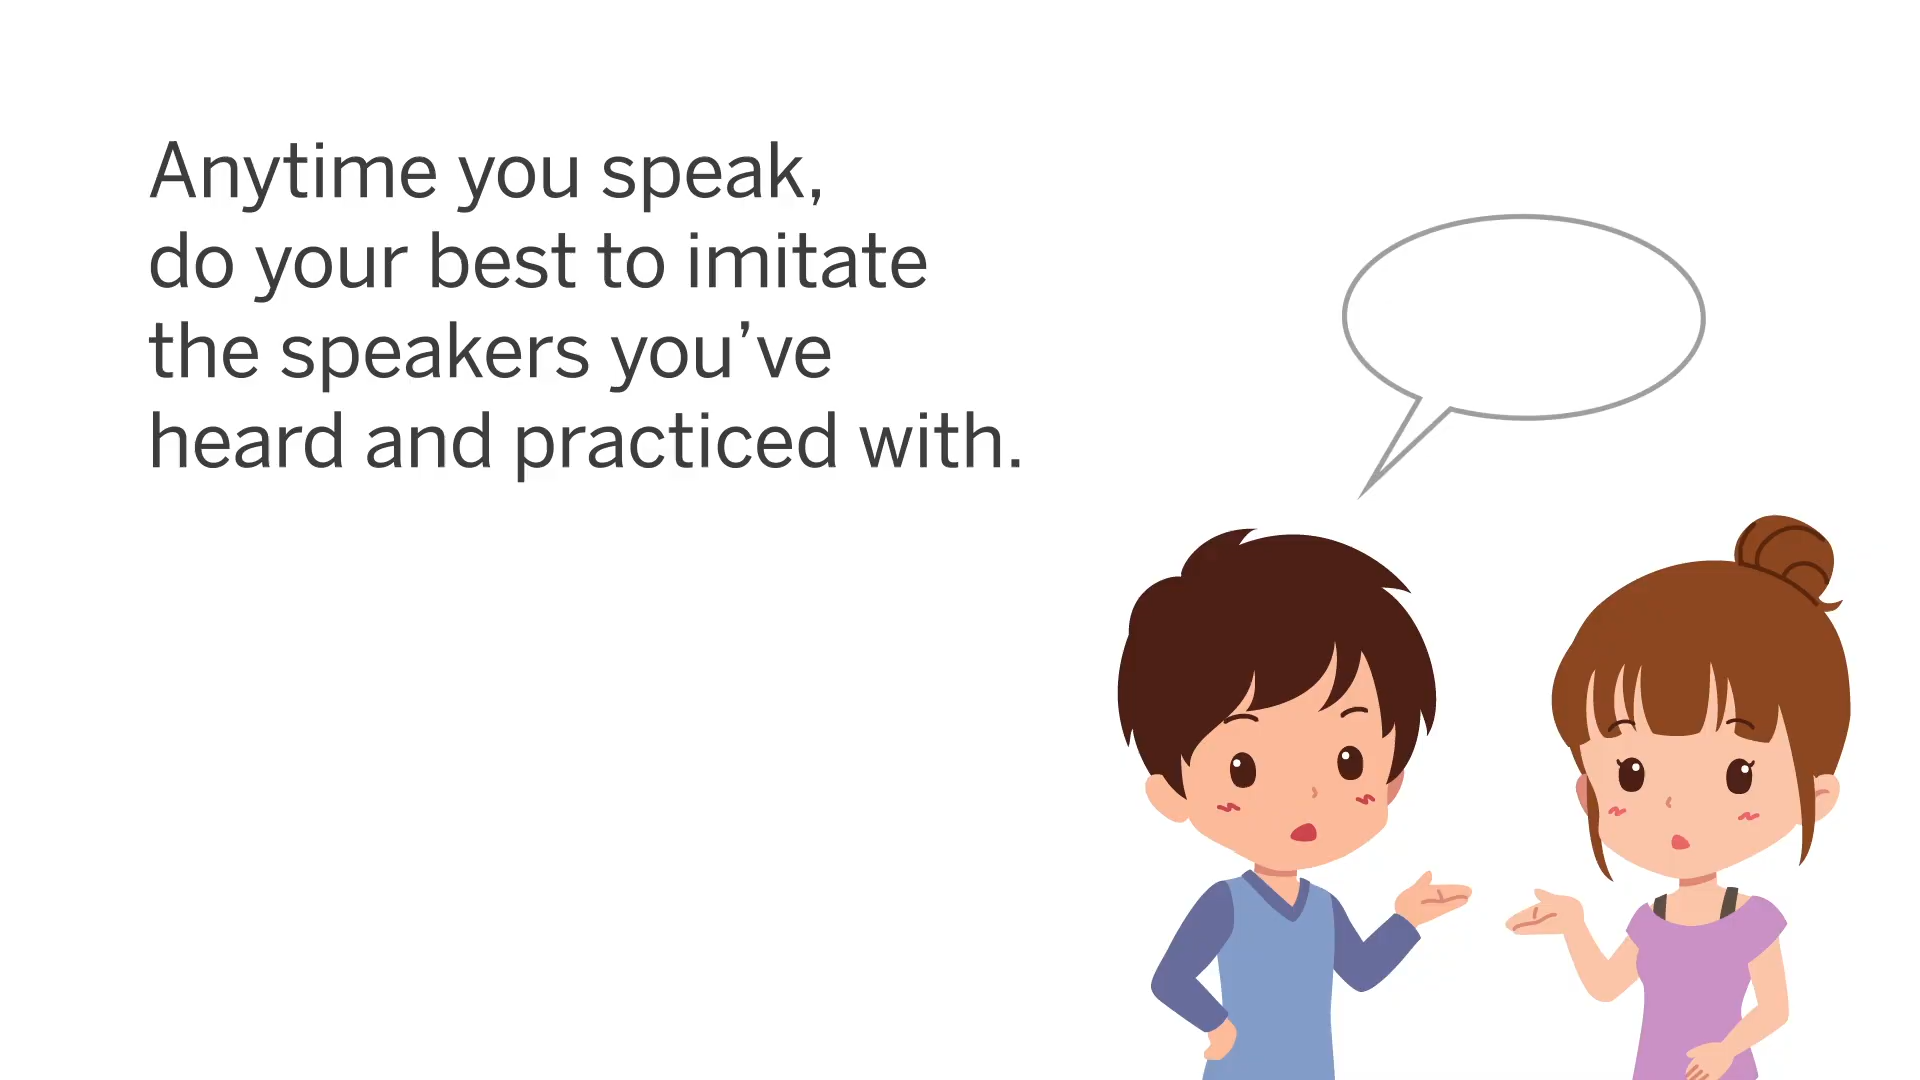 Anytime you speak,
do your best to imitate
the speakers you’ve
heard and practiced with.